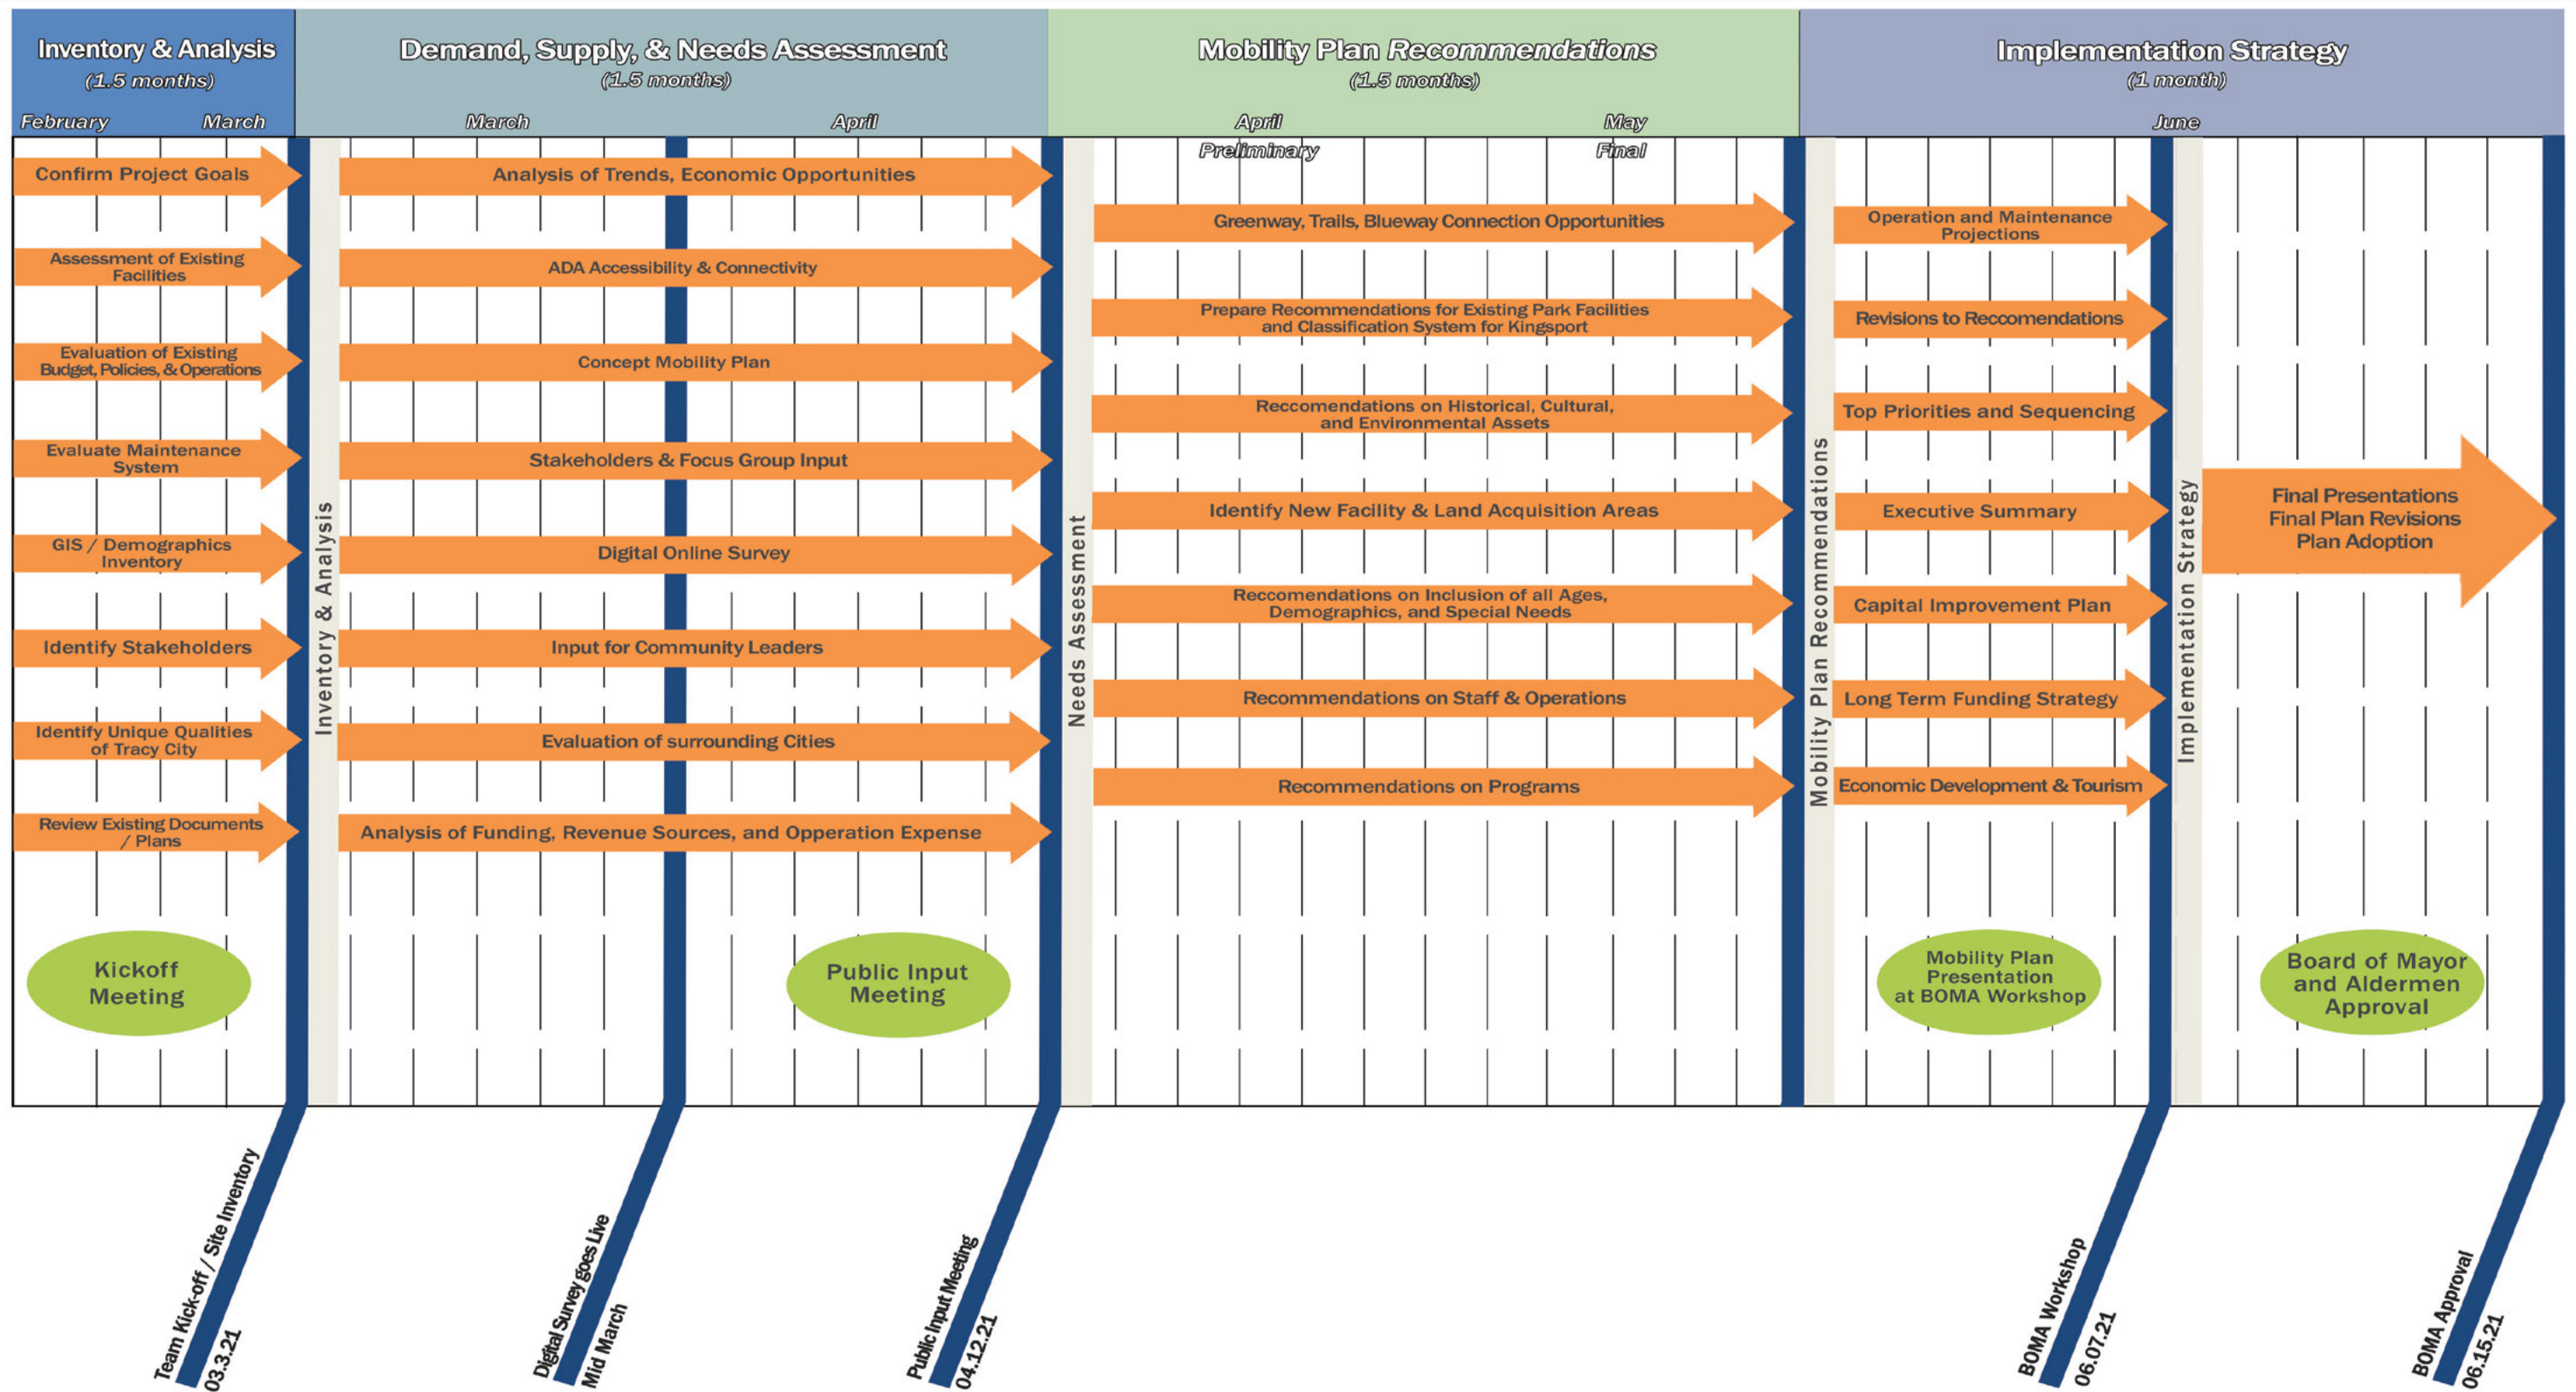 Inventory & Analysis
(1.5 months)
February
March
Demand, Supply, & Needs Assessment
(1.5 months)
March
April
Mobility Plan Recommendations
(1.5 months)
April
May
Preliminary
Final
Implementation Strategy
(1 month)
June
Confirm Project Goals
Assessment of Existing
Facilities
Evaluation of Existing
Budget, Policies, & Operations
Evaluate Maintenance
System
GIS / Demographics
Inventory
Identify Stakeholders
Identify Unique Qualities
of Tracy City
Review Existing Documents
/ Plans
Kickoff
Meeting
Inventory & Analysis
Analysis of Trends, Economic Opportunities
ADA Accessibility & Connectivity
Concept Mobility Plan
Stakeholders & Focus Group Input
Digital Online Survey
Input for Community Leaders
Evaluation of surrounding Cities
Analysis of Funding, Revenue Sources, and Opperation Expense
Public Input
Meeting
Needs Assessment
Greenway, Trails, Blueway Connection Opportunities
Prepare Recommendations for Existing Park Facilities
and Classification System for Kingsport
Reccomendations on Historical, Cultural,
and Environmental Assets
Identify New Facility & Land Acquisition Areas
Reccomendations on Inclusion of all Ages,
Demographics, and Special Needs
Recommendations on Staff & Operations
Recommendations on Programs
Mobility Plan Recommendations
Operation and Maintenance
Projections
Revisions to Reccomendations
Top Priorities and Sequencing
Executive Summary
Capital Improvement Plan
Long Term Funding Strategy
Economic Development & Tourism
Mobility Plan
Presentation
at BOMA Workshop
Implementation Strategy
Final Presentations
Final Plan Revisions
Plan Adoption
Board of Mayor
and Aldermen
Approval
Team Kick-off / Site Inventory
03.3.21
Digital Survey goes Live
Mid March
Public Input Meeting
04.12.21
BOMA Workshop
06.07.21
BOMA Approval
06.15.21